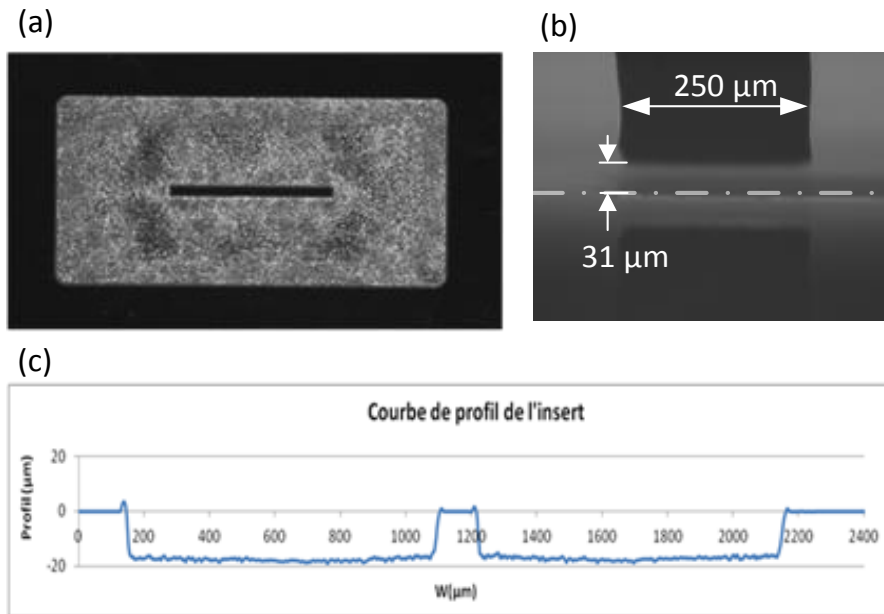 (a)
(b)
250 µm
31 µm
(c)
Courbe de profil de l'insert
Profil (µm)
20
0
-20
0 200 400 600 800 1000 1200 1400 1600 1800 2000 2200 2400
W(µm)